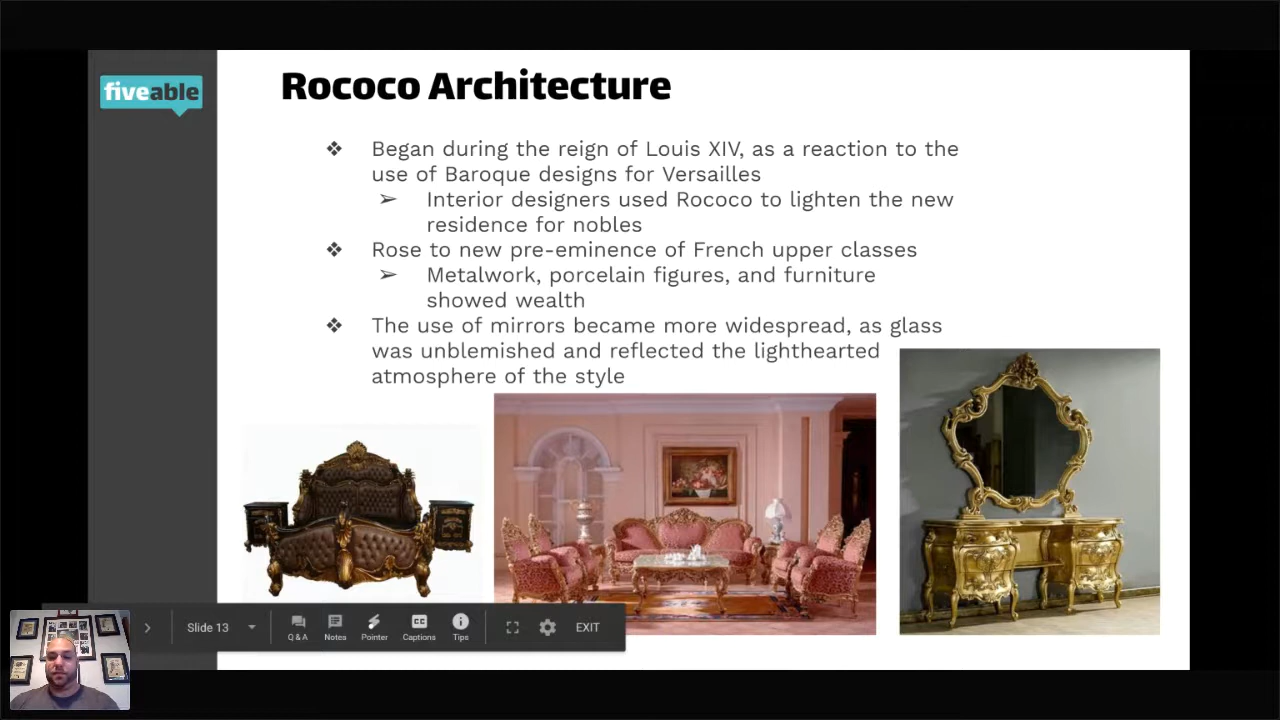 fiveable
Rococo Architecture
❖ Began during the reign of Louis XIV, as a reaction to the
use of Baroque designs for Versailles
➢ Interior designers used Rococo to lighten the new
residence for nobles
❖ Rose to new pre-eminence of French upper classes
➢ Metalwork, porcelain figures, and furniture
showed wealth
❖ The use of mirrors became more widespread, as glass
was unblemished and reflected the lighthearted
atmosphere of the style
Slide 13
Q & A
Notes
CC
Pointer
Captions
Tips
EXIT